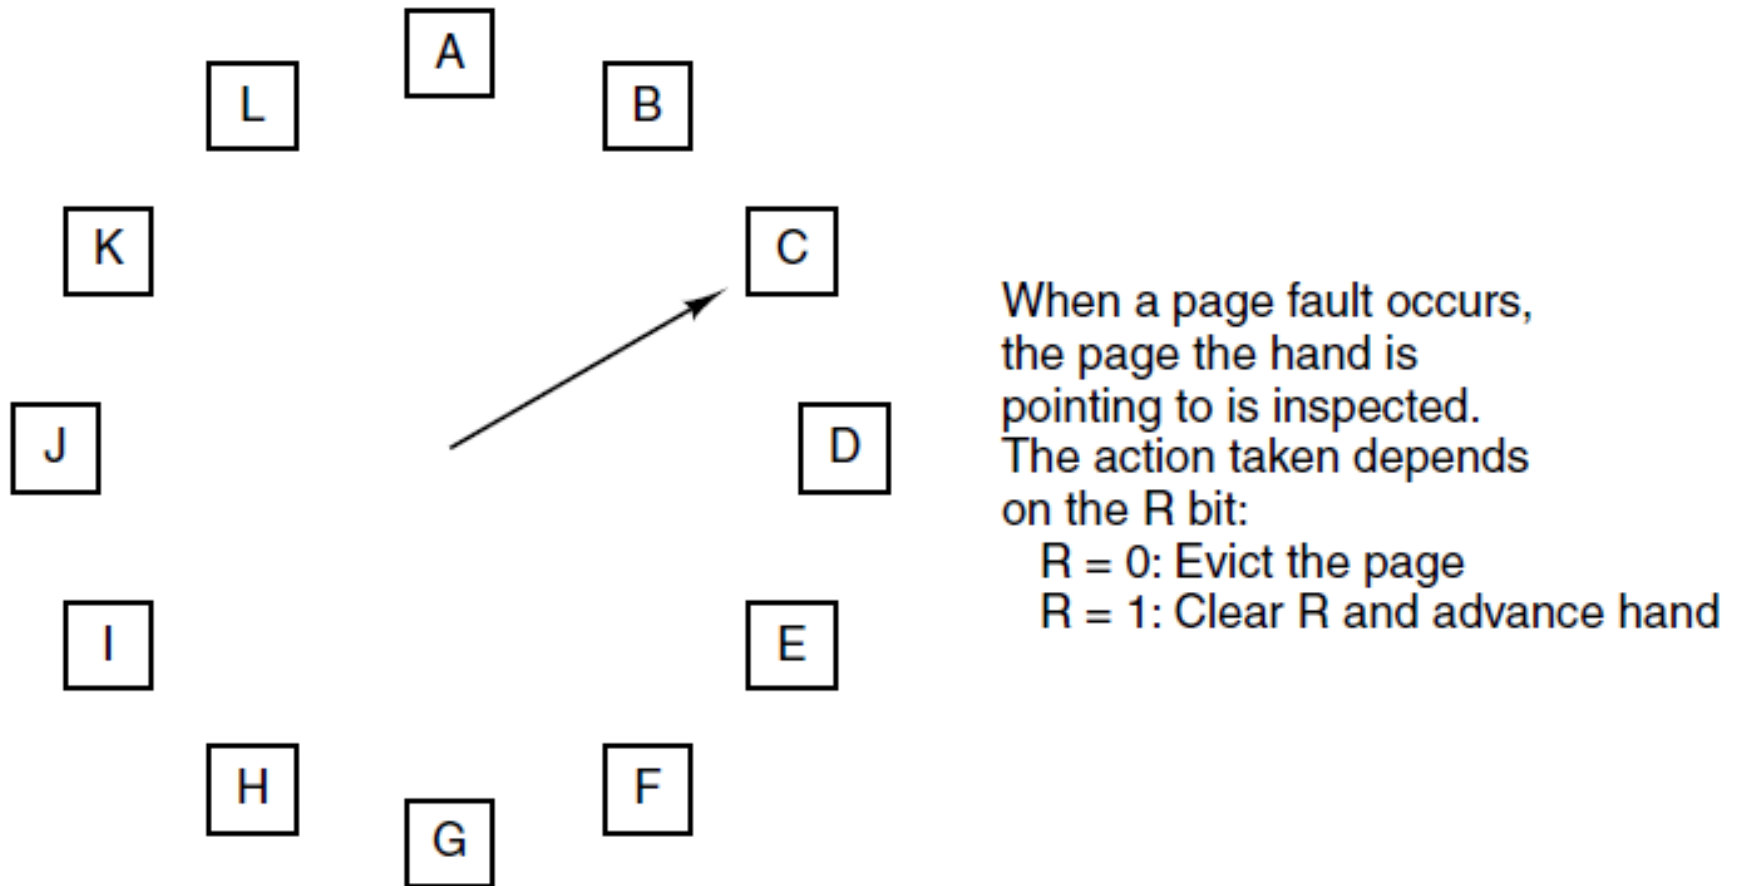 A
L
B
K
C
J
D
I
E
H
F
G
When a page fault occurs,
the page the hand is
pointing to is inspected.
The action taken depends
on the R bit:
R = 0: Evict the page
R = 1: Clear R and advance hand